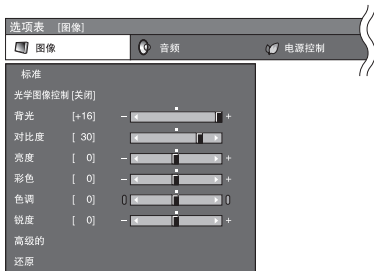 选项表 [图像]
图像 音频 电源控制
标准
光学图像控制 [关闭]
背光 [+16] − +
对比度 [ 30]
亮度 [ 0] − +
彩色 [ 0] − +
色调 [ 0]
锐度 [ 0] − +
高级的
还原